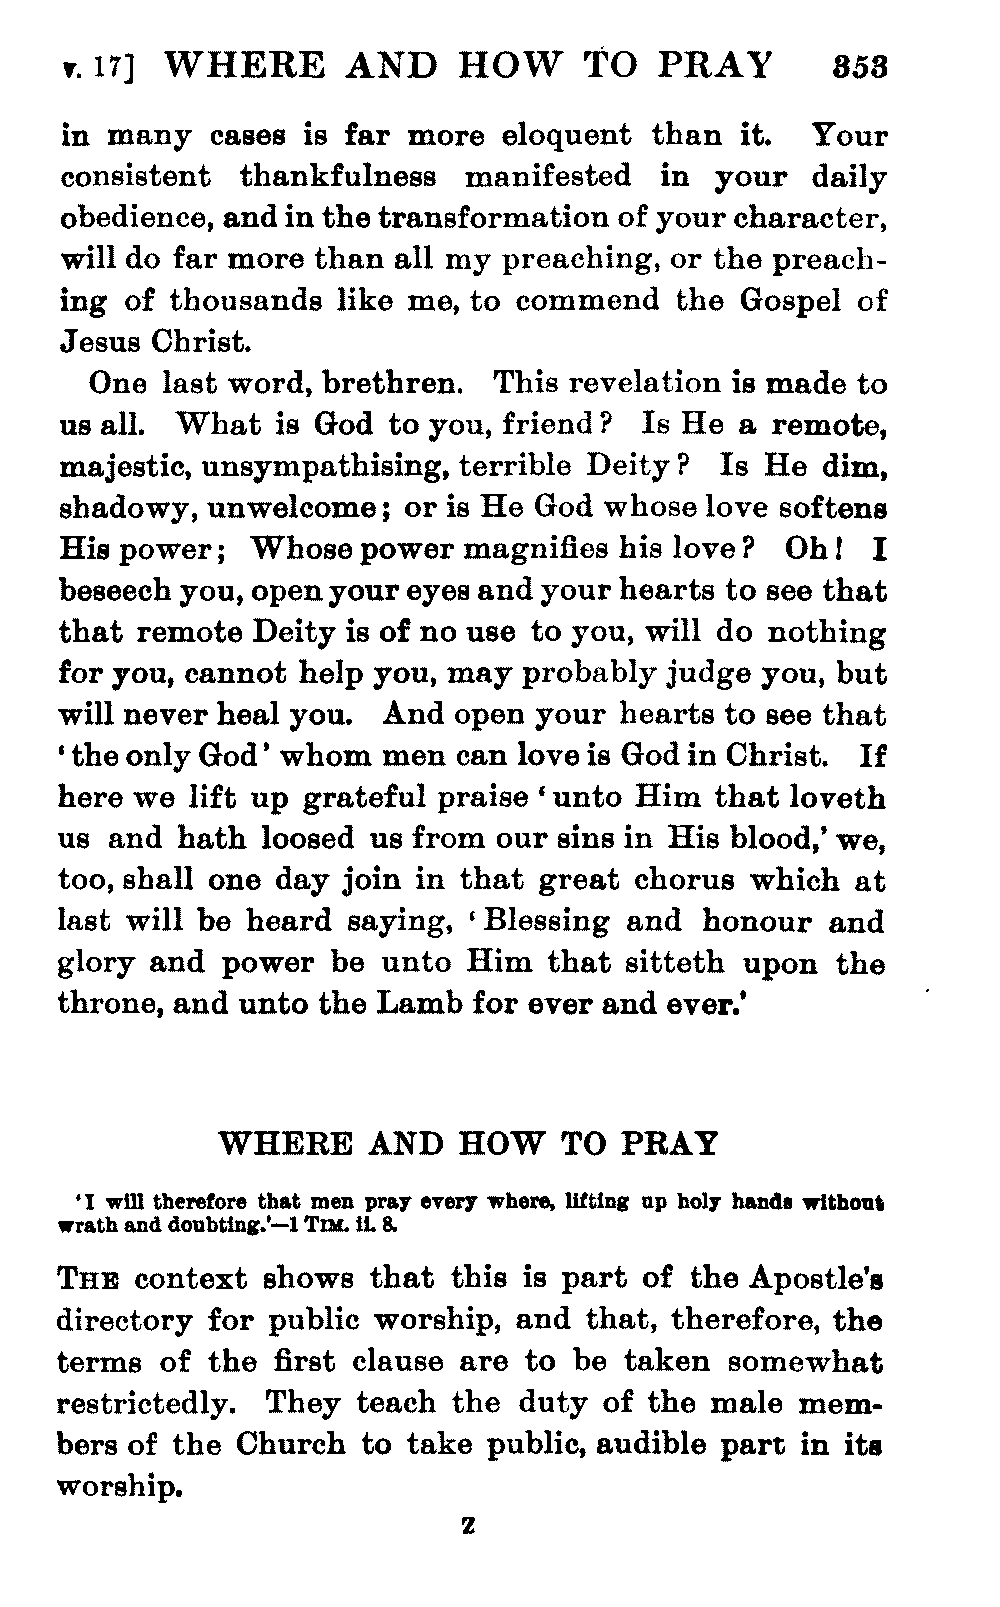 v. 17] WHERE AND HOW TO PRAY 353
in many cases is far more eloquent than it. Your
consistent thankfulness manifested in your daily
obedience, and in the transformation of your character,
will do far more than all my preaching, or the preach-
ing of thousands like me, to commend the Gospel of
Jesus Christ.
One last word, brethren. This revelation is made to
us all. What is God to you, friend? Is He a remote,
majestic, unsympathising, terrible Deity? Is He dim,
shadowy, unwelcome; or is He God whose love softens
His power; Whose power magnifies his love? Oh! I
beseech you, open your eyes and your hearts to see that
that remote Deity is of no use to you, will do nothing
for you, cannot help you, may probably judge you, but
will never heal you. And open your hearts to see that
‘the only God’ whom men can love is God in Christ. If
here we lift up grateful praise ‘unto Him that loveth
us and hath loosed us from our sins in His blood,’ we,
too, shall one day join in that great chorus which at
last will be heard saying, ‘Blessing and honour and
glory and power be unto Him that sitteth upon the
throne, and unto the Lamb for ever and ever.’
WHERE AND HOW TO PRAY
‘I will therefore that men pray every where, lifting up holy hands without
wrath and doubting.’—1 TIM. ii. 8.
THE context shows that this is part of the Apostle's
directory for public worship, and that, therefore, the
terms of the first clause are to be taken somewhat
restrictedly. They teach the duty of the male mem-
bers of the Church to take public, audible part in its
worship.
Z